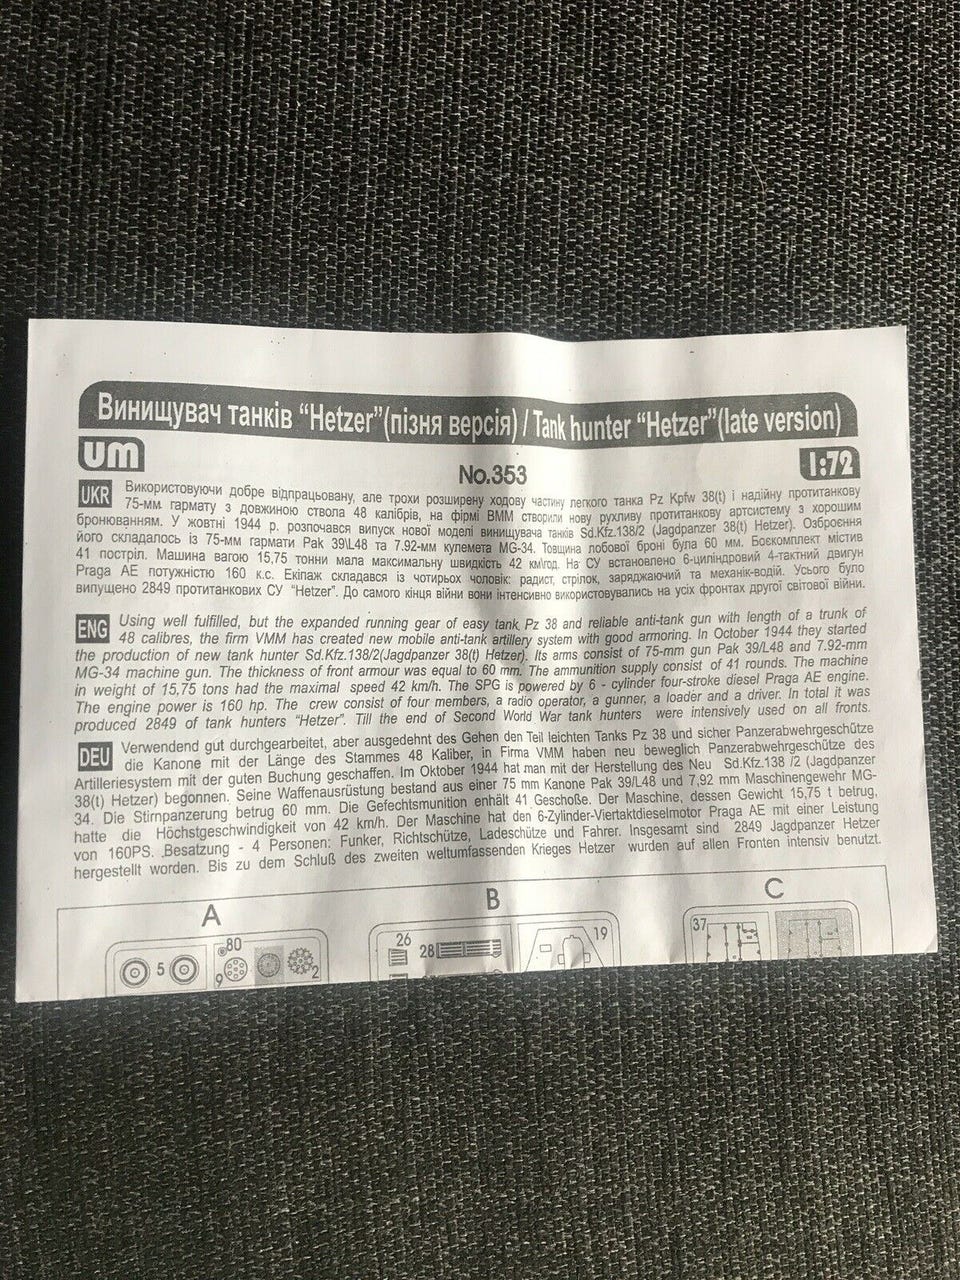 Винищувач танків “Hetzer”(пізня версія) / Tank hunter “Hetzer”(late version)
um
No.353
1:72
UKR
Використовуючи добре відпрацьовану, але трохи розширену ходову частину легкого танка Pz Kpfw 38(t) і надійну протитанкову
75-мм. гармату з довжиною ствола 48 калібрів, на фірмі ВММ створили нову рухливу протитанкову артсистему з хорошим
бронюванням. У жовтні 1944 р. розпочався випуск нової моделі винищувача танків Sd.Kfz.138/2 (Jagdpanzer 38(t) Hetzer). Озброєння
його складалось із 75-мм гармати Pak 39\L48 та 7.92-мм кулемета MG-34. Товщина лобової броні була 60 мм. Боєкомплект містив
41 постріл. Машина вагою 15,75 тонни мала максимальну швидкість 42 км\год. На СУ встановлено 6-циліндровий 4-тактний двигун
Praga AE потужністю 160 к.с. Екіпаж складався із чотирьох чоловік: радист, стрілок, заряджаючий та механік-водій. Усього було
випущено 2849 протитанкових СУ “Hetzer”. До самого кінця війни вони інтенсивно використовувались на усіх фронтах другої світової війни.
ENG
Using well fulfilled, but the expanded running gear of easy tank Pz 38 and reliable anti-tank gun with length of a trunk of
48 calibres, the firm VMM has created new mobile anti-tank artillery system with good armoring. In October 1944 they started
the production of new tank hunter Sd.Kfz.138/2(Jagdpanzer 38(t) Hetzer). Its arms consist of 75-mm gun Pak 39/L48 and 7.92-mm
MG-34 machine gun. The thickness of front armour was equal to 60 mm. The ammunition supply consist of 41 rounds. The machine
in weight of 15,75 tons had the maximal speed 42 km/h. The SPG is powered by 6 - cylinder four-stroke diesel Praga AE engine.
The engine power is 160 hp. The crew consist of four members, a radio operator, a gunner, a loader and a driver. In total it was
produced 2849 of tank hunters “Hetzer”. Till the end of Second World War tank hunters were intensively used on all fronts.
DEU
Verwendend gut durchgearbeitet, aber ausgedehnt des Gehen den Teil leichten Tanks Pz 38 und sicher Panzerabwehrgeschütze
die Kanone mit der Länge des Stammes 48 Kaliber, in Firma VMM haben neu beweglich Panzerabwehrgeschütze des
Artilleriesystem mit der guten Buchung geschaffen. Im Oktober 1944 hat man mit der Herstellung des Neu Sd.Kfz.138 /2 (Jagdpanzer
38(t) Hetzer) begonnen. Seine Waffenausrüstung bestand aus einer 75 mm Kanone Pak 39/L48 und 7,92 mm Maschinengewehr MG-
34. Die Stirnpanzerung betrug 60 mm. Die Gefechtsmunition enhält 41 Geschoße. Der Maschine, dessen Gewicht 15,75 t betrug,
hatte die Höchstgeschwindigkeit von 42 km/h. Der Maschine hat den 6-Zylinder-Viertaktdieselmotor Praga AE mit einer Leistung
von 160PS. Besatzung - 4 Personen: Funker, Richtschütze, Ladeschütze und Fahrer. Insgesamt sind 2849 Jagdpanzer Hetzer
hergestellt worden. Bis zu dem Schluß des zweiten weltumfassenden Krieges Hetzer wurden auf allen Fronten intensiv benutzt.
A B C
5 80 9 2
26 28 19
37